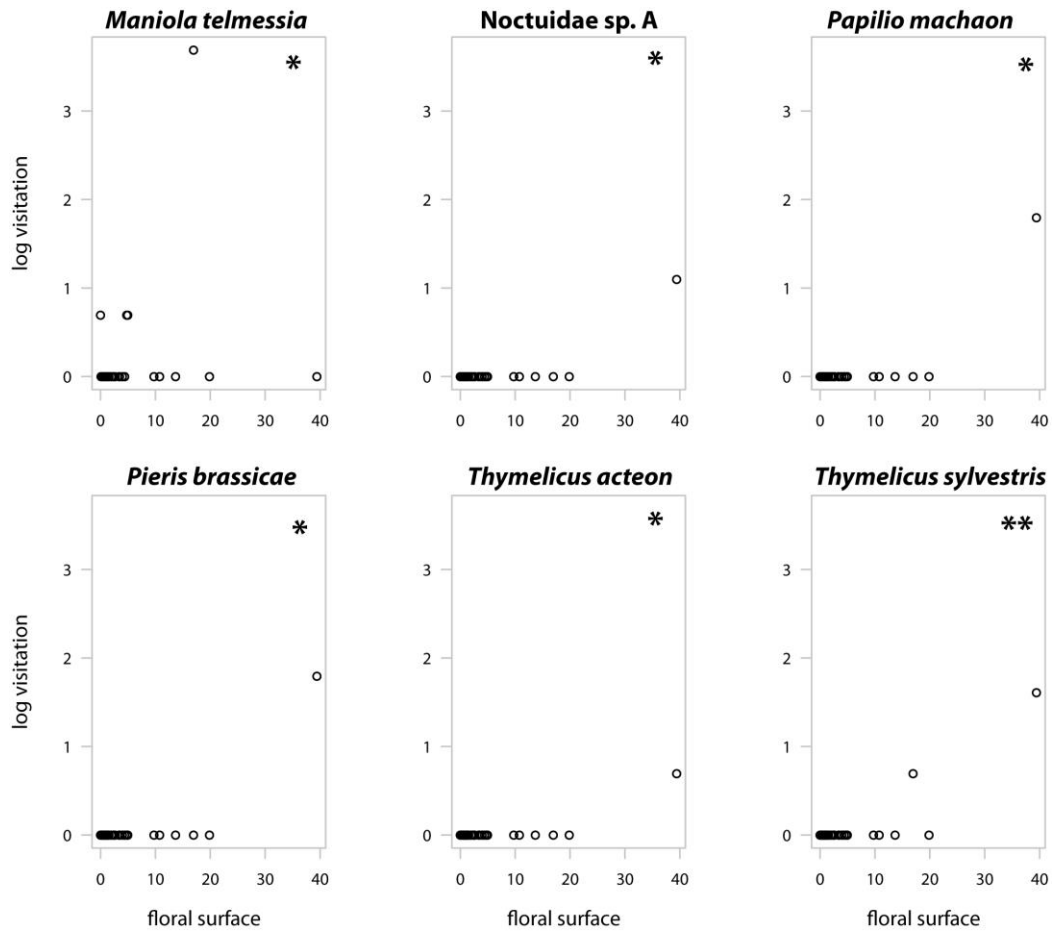 Maniola telmessia
Noctuidae sp. A
Papilio machaon
*
*
*
log visitation
3
2
1
0
3
2
1
0
3
2
1
0
0 10 20 30 40
0 10 20 30 40
0 10 20 30 40
Pieris brassicae
Thymelicus acteon
Thymelicus sylvestris
*
*
**
log visitation
3
2
1
0
3
2
1
0
3
2
1
0
0 10 20 30 40
0 10 20 30 40
0 10 20 30 40
floral surface
floral surface
floral surface